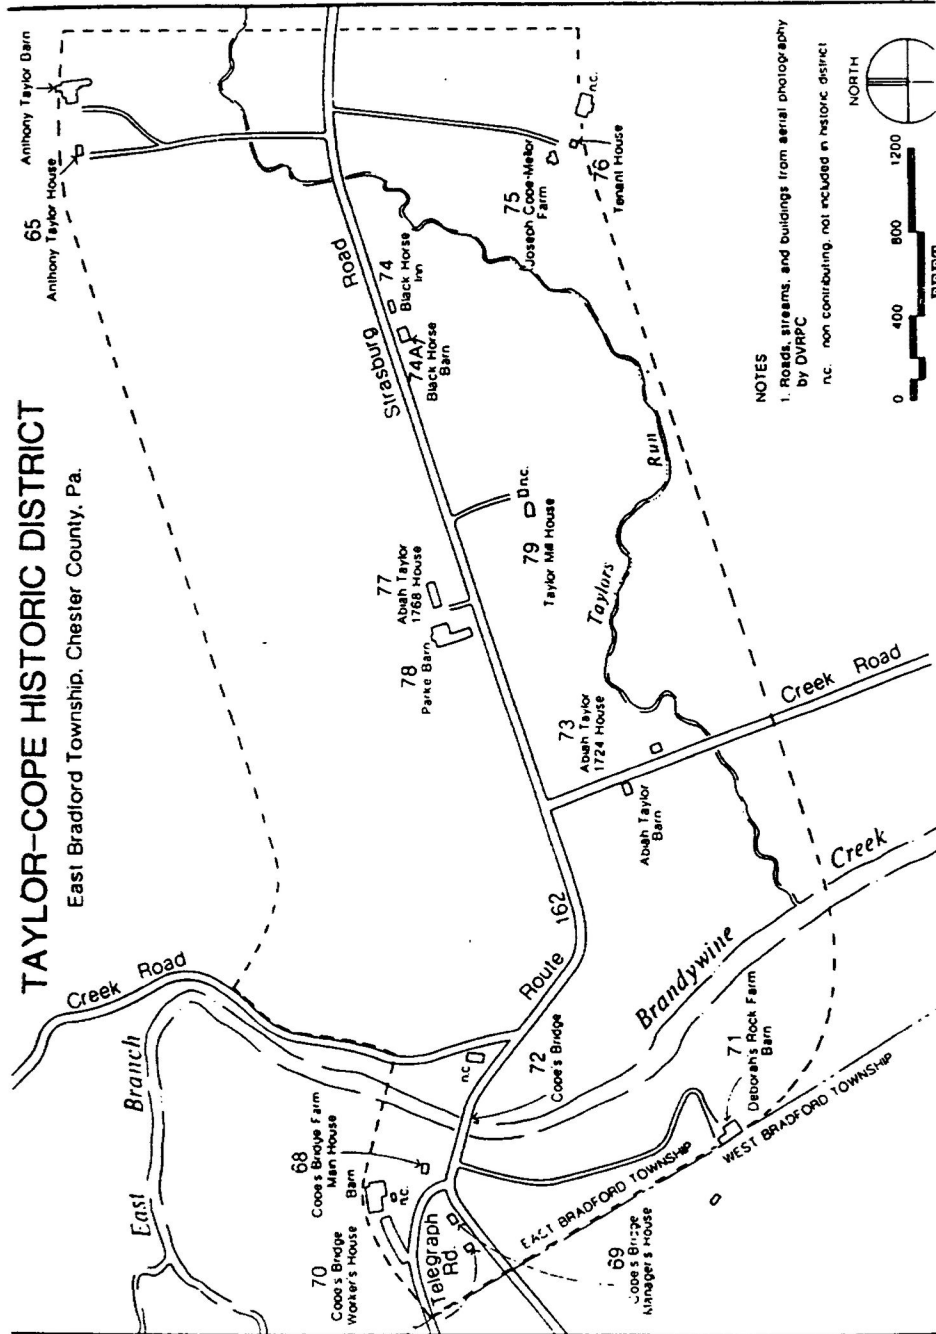 TAYLOR-COPE HISTORIC DISTRICT
East Bradford Township, Chester County, Pa.
65
Anthony Taylor House
Anthony Taylor Barn
Creek Road
East Branch
Strasburg Road
74
Black Horse
Inn
74A
Black Horse
Barn
75
Joseph Cope-Mellor
Farm
76
Tenant House
n.c.
77
Abiah Taylor
1768 House
78
Parke Barn
79
Taylor Mill House
n.c.
Taylors Run
73
Abiah Taylor
1724 House
Abiah Taylor
Barn
Creek Road
Route 162
n.c.
72
Cope's Bridge
Brandywine Creek
68
Cope's Bridge Farm
Main House
Barn
n.c.
70
Cope's Bridge
Worker's House
Telegraph
Rd.
69
Cope's Bridge
Manager's House
71
Deborah's Rock Farm
Barn
EAST BRADFORD TOWNSHIP
WEST BRADFORD TOWNSHIP
NOTES
1. Roads, streams, and buildings from aerial photography
by DVRPC
n.c. non contributing, not included in historic district
NORTH
0 400 800 1200
FEET